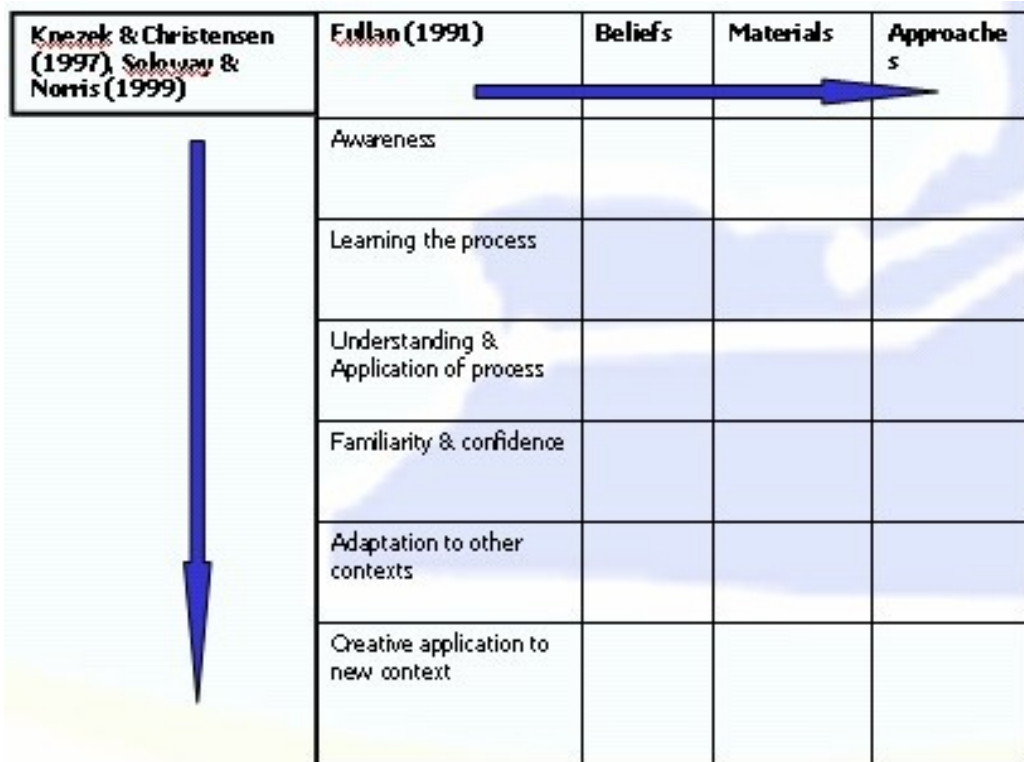 Knezek & Christensen
(1997), Soloway &
Norris (1999)
Fullan (1991)
Beliefs
Materials
Approache
s
Awareness
Learning the process
Understanding &
Application of process
Familiarity & confidence
Adaptation to other
contexts
Creative application to
new context